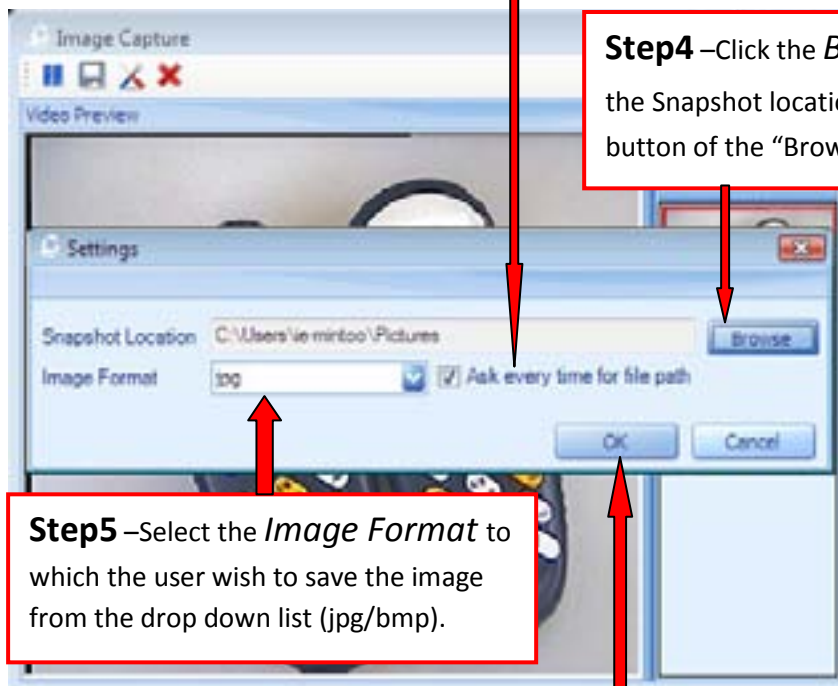 Image Capture
Step4 –Click the B
the Snapshot locatio
button of the “Brow
Video Preview
Settings
Snapshot Location C:\Users\ie-mintoo\Pictures Browse
Image Format jpg Ask every time for file path
OK Cancel
Step5 –Select the Image Format to
which the user wish to save the image
from the drop down list (jpg/bmp).